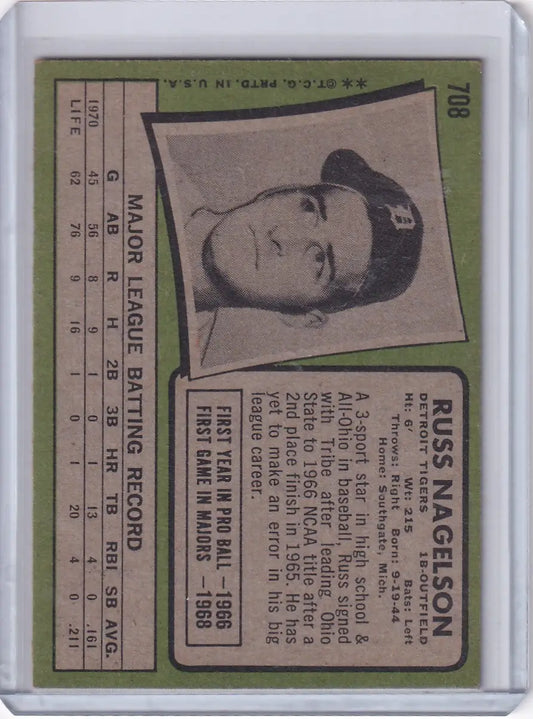 708
RUSS NAGELSON
DETROIT TIGERS 1B-OUTFIELD
Ht: 6' Wt: 215 Bats: Left
Throws: Right Born: 9-19-44
Home: Southgate, Mich.
A 3-sport star in high school &
All-Ohio in baseball, Russ signed
with Tribe after leading Ohio
State to 1966 NCAA title after a
2nd place finish in 1965. He has
yet to make an error in his big
league career.
FIRST YEAR IN PRO BALL —1966
FIRST GAME IN MAJORS —1968
D
MAJOR LEAGUE BATTING RECORD
G AB R H 2B 3B HR TB RBI SB AVG.
1970 45 56 8 9 1 0 1 13 4 0 .161
LIFE 62 76 9 16 1 0 1 20 4 0 .211
**©T.C.G. PRTD. IN U.S.A.